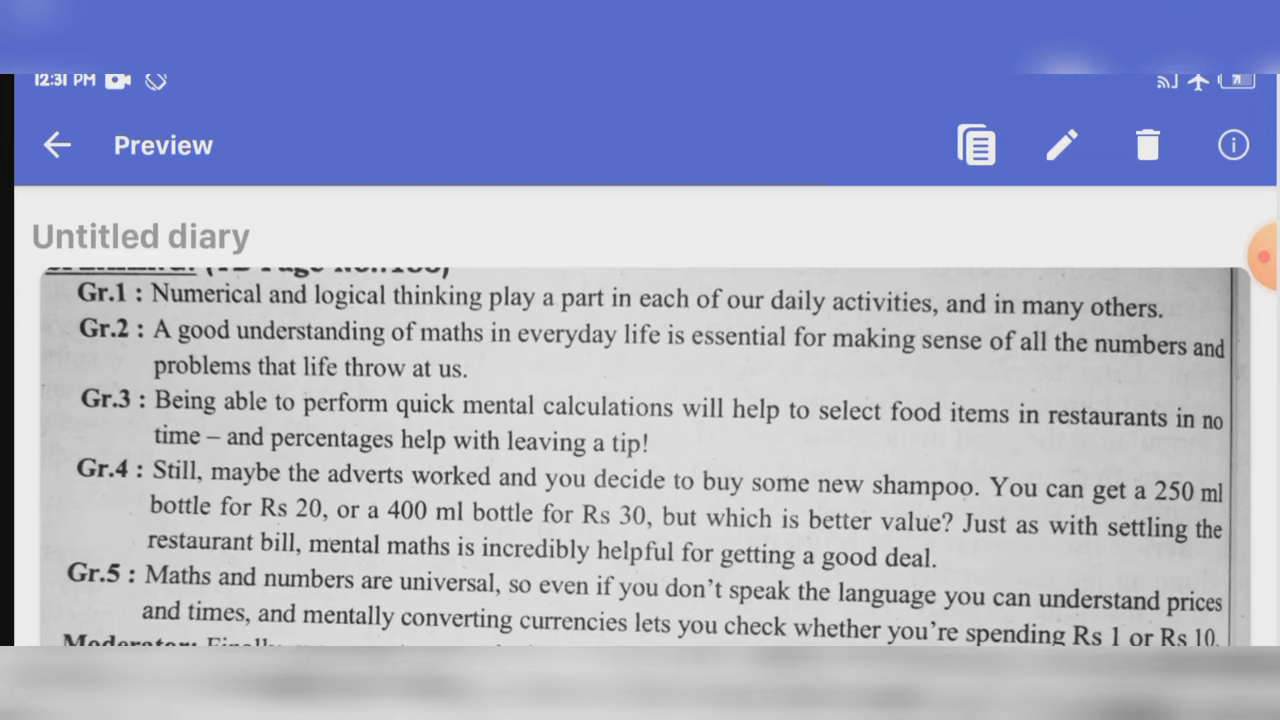 12:31 PM
Preview
Untitled diary
Gr.1 : Numerical and logical thinking play a part in each of our daily activities, and in many others.
Gr.2 : A good understanding of maths in everyday life is essential for making sense of all the numbers and
problems that life throw at us.
Gr.3 : Being able to perform quick mental calculations will help to select food items in restaurants in no
time – and percentages help with leaving a tip!
Gr.4 : Still, maybe the adverts worked and you decide to buy some new shampoo. You can get a 250 ml
bottle for Rs 20, or a 400 ml bottle for Rs 30, but which is better value? Just as with settling the
restaurant bill, mental maths is incredibly helpful for getting a good deal.
Gr.5 : Maths and numbers are universal, so even if you don't speak the language you can understand prices
and times, and mentally converting currencies lets you check whether you're spending Rs 1 or Rs 10.